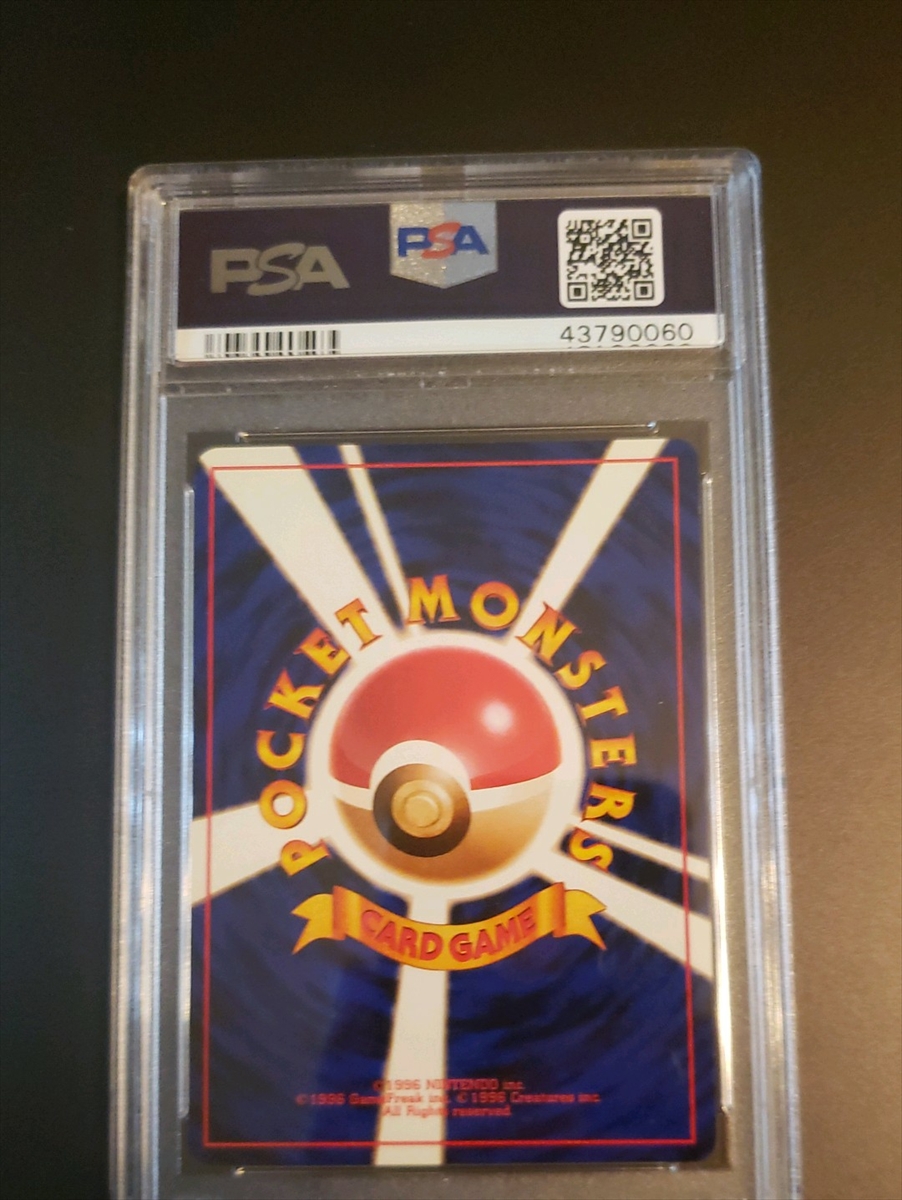 PSA
PSA
43790060
POCKET MONSTERS
CARD GAME
©1996 NINTENDO inc.
©1996 GameFreak inc. ©1996 Creatures inc.
All Rights reserved.